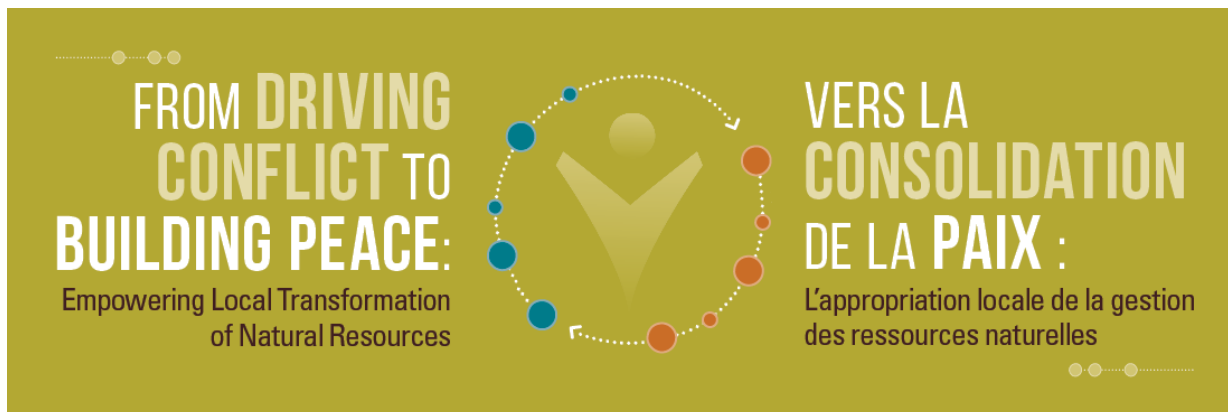 FROM DRIVING
CONFLICT TO
BUILDING PEACE:
Empowering Local Transformation
of Natural Resources
VERS LA
CONSOLIDATION
DE LA PAIX :
L'appropriation locale de la gestion
des ressources naturelles